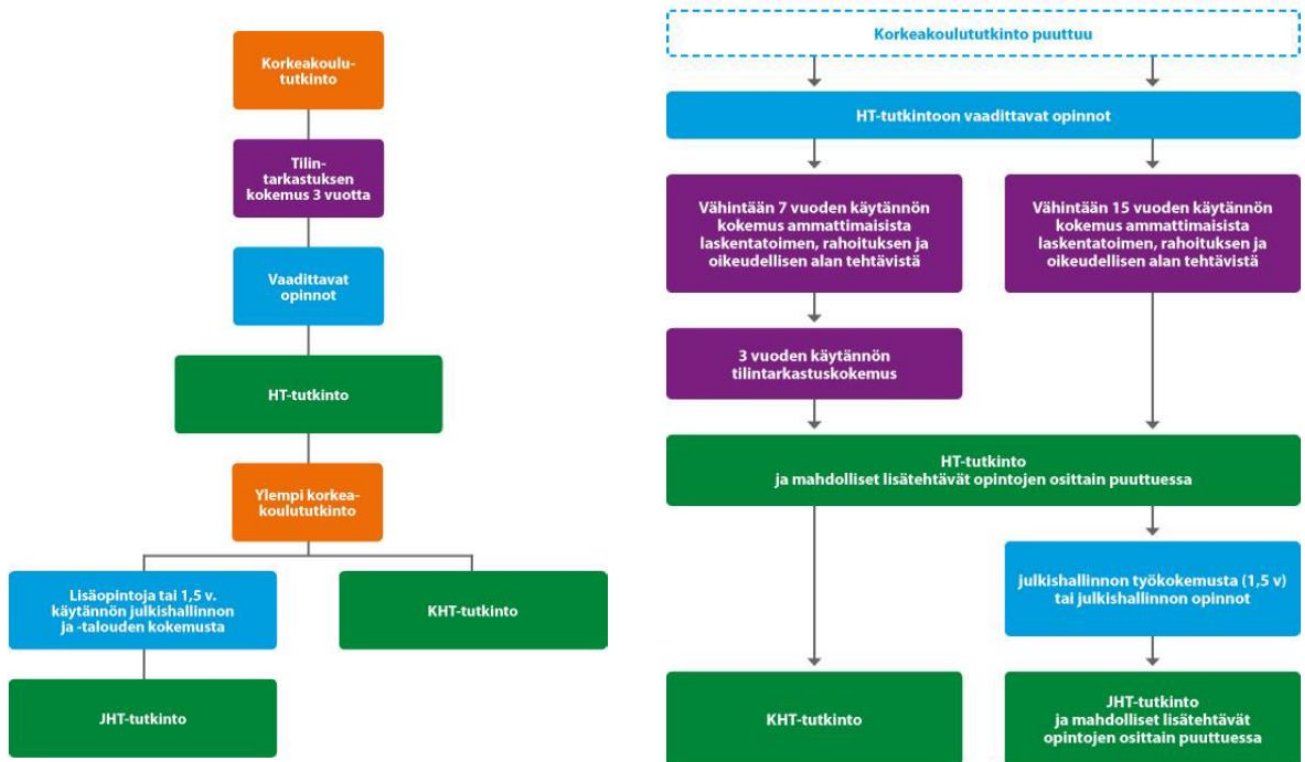 Korkeakoulu-
tutkinto
Tilin-
tarkastuksen
kokemus 3 vuotta
Vaadittavat
opinnot
HT-tutkinto
Ylempi korkea-
koulututkinto
Lisäopintoja tai 1,5 v.
käytännön julkishallinnon
ja -talouden kokemusta
KHT-tutkinto
JHT-tutkinto
Korkeakoulututkinto puuttuu
HT-tutkintoon vaadittavat opinnot
Vähintään 7 vuoden käytännön
kokemus ammattimaisista
laskentatoimen, rahoituksen ja
oikeudellisen alan tehtävistä
Vähintään 15 vuoden käytännön
kokemus ammattimaisista
laskentatoimen, rahoituksen ja
oikeudellisen alan tehtävistä
3 vuoden käytännön
tilintarkastuskokemus
HT-tutkinto
ja mahdolliset lisätehtävät opintojen osittain puuttuessa
julkishallinnon työkokemusta (1,5 v)
tai julkishallinnon opinnot
KHT-tutkinto
JHT-tutkinto
ja mahdolliset lisätehtävät
opintojen osittain puuttuessa